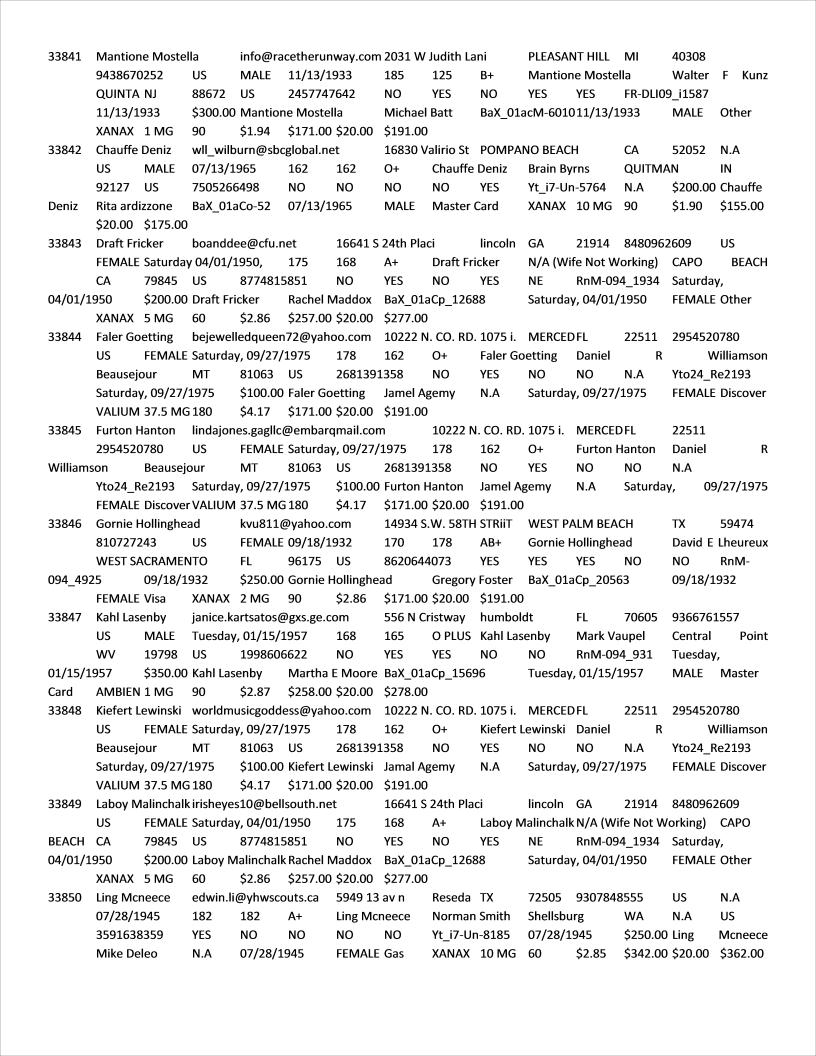 33841 Mantione Mostella info@racetherunway.com 2031 W Judith Lani PLEASANT HILL MI 40308
9438670252 US MALE 11/13/1933 185 125 B+ Mantione Mostella Walter F Kunz
QUINTA NJ 88672 US 2457747642 NO YES NO YES YES FR-DLI09_i1587
11/13/1933 $300.00 Mantione Mostella Michael Batt BaX_01acM-6010 11/13/1933 MALE Other
XANAX 1 MG 90 $1.94 $171.00 $20.00 $191.00
33842 Chauffe Deniz wll_wilburn@sbcglobal.net 16830 Valirio St POMPANO BEACH CA 52052 N.A
US MALE 07/13/1965 162 162 O+ Chauffe Deniz Brain Byrns QUITMAN IN
92127 US 7505266498 NO NO NO NO YES Yt_i7-Un-5764 N.A $200.00 Chauffe
Deniz Rita ardizzone BaX_01aCo-52 07/13/1965 MALE Master Card XANAX 10 MG 90 $1.90 $155.00
$20.00 $175.00
33843 Draft Fricker boanddee@cfu.net 16641 S 24th Placi lincoln GA 21914 8480962609 US
FEMALE Saturday 04/01/1950, 175 168 A+ Draft Fricker N/A (Wife Not Working) CAPO BEACH
CA 79845 US 8774815851 NO YES NO YES NE RnM-094_1934 Saturday,
04/01/1950 $200.00 Draft Fricker Rachel Maddox BaX_01aCp_12688 Saturday, 04/01/1950 FEMALE Other
XANAX 5 MG 60 $2.86 $257.00 $20.00 $277.00
33844 Faler Goetting bejewelledqueen72@yahoo.com 10222 N. CO. RD. 1075 i. MERCED FL 22511 2954520780
US FEMALE Saturday, 09/27/1975 178 162 O+ Faler Goetting Daniel R Williamson
Beausejour MT 81063 US 2681391358 NO YES NO NO N.A Yto24_Re2193
Saturday, 09/27/1975 $100.00 Faler Goetting Jamel Agemy N.A Saturday, 09/27/1975 FEMALE Discover
VALIUM 37.5 MG 180 $4.17 $171.00 $20.00 $191.00
33845 Furton Hanton lindajones.gagllc@embarqmail.com 10222 N. CO. RD. 1075 i. MERCED FL 22511
2954520780 US FEMALE Saturday, 09/27/1975 178 162 O+ Furton Hanton Daniel R
Williamson Beausejour MT 81063 US 2681391358 NO YES NO NO N.A
Yto24_Re2193 Saturday, 09/27/1975 $100.00 Furton Hanton Jamel Agemy N.A Saturday, 09/27/1975
FEMALE Discover VALIUM 37.5 MG 180 $4.17 $171.00 $20.00 $191.00
33846 Gornie Hollinghead kvu811@yahoo.com 14934 S.W. 58TH STRiiT WEST PALM BEACH TX 59474
810727243 US FEMALE 09/18/1932 170 178 AB+ Gornie Hollinghead David E Lheureux
WEST SACRAMENTO FL 96175 US 8620644073 YES YES YES NO NO RnM-
094_4925 09/18/1932 $250.00 Gornie Hollinghead Gregory Foster BaX_01aCp_20563 09/18/1932
FEMALE Visa XANAX 2 MG 90 $2.86 $171.00 $20.00 $191.00
33847 Kahl Lasenby janice.kartsatos@gxs.ge.com 556 N Cristway humboldt FL 70605 9366761557
US MALE Tuesday, 01/15/1957 168 165 O PLUS Kahl Lasenby Mark Vaupel Central Point
WV 19798 US 1998606622 NO YES YES NO NO RnM-094_931 Tuesday,
01/15/1957 $350.00 Kahl Lasenby Martha E Moore BaX_01aCp_15696 Tuesday, 01/15/1957 MALE Master
Card AMBIEN 1 MG 90 $2.87 $258.00 $20.00 $278.00
33848 Kiefert Lewinski worldmusicgoddess@yahoo.com 10222 N. CO. RD. 1075 i. MERCED FL 22511 2954520780
US FEMALE Saturday, 09/27/1975 178 162 O+ Kiefert Lewinski Daniel R Williamson
Beausejour MT 81063 US 2681391358 NO YES NO NO N.A Yto24_Re2193
Saturday, 09/27/1975 $100.00 Kiefert Lewinski Jamal Agemy N.A Saturday, 09/27/1975 FEMALE Discover
VALIUM 37.5 MG 180 $4.17 $171.00 $20.00 $191.00
33849 Laboy Malinchalk irisheyes10@bellsouth.net 16641 S 24th Placi lincoln GA 21914 8480962609
US FEMALE Saturday, 04/01/1950 175 168 A+ Laboy Malinchalk N/A (Wife Not Working) CAPO
BEACH CA 79845 US 8774815851 NO YES NO YES NE RnM-094_1934 Saturday,
04/01/1950 $200.00 Laboy Malinchalk Rachel Maddox BaX_01aCp_12688 Saturday, 04/01/1950 FEMALE Other
XANAX 5 MG 60 $2.86 $257.00 $20.00 $277.00
33850 Ling Mcneece edwin.li@yhwscouts.ca 5949 13 av n Reseda TX 72505 9307848555 US N.A
07/28/1945 182 182 A+ Ling Mcneece Norman Smith Shellsburg WA N.A US
3591638359 YES NO NO NO NO Yt_i7-Un-8185 07/28/1945 $250.00 Ling Mcneece
Mike Deleo N.A 07/28/1945 FEMALE Gas XANAX 10 MG 60 $2.85 $342.00 $20.00 $362.00